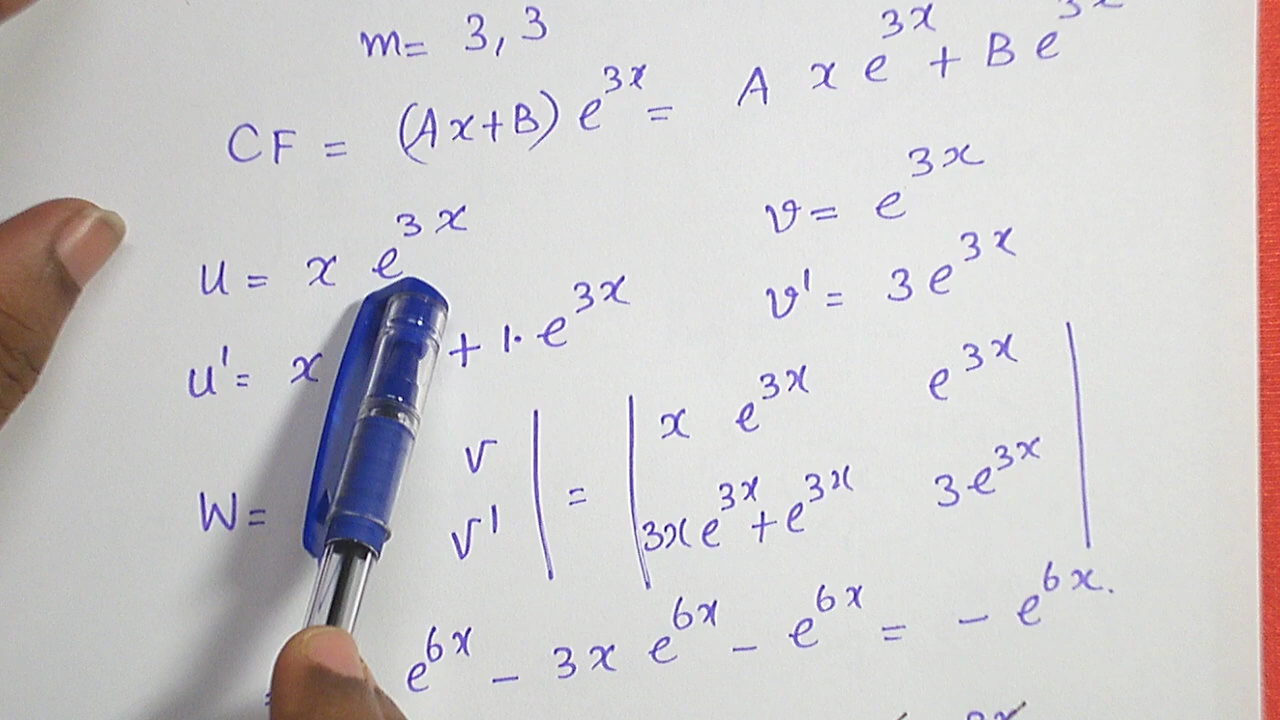 m= 3, 3
CF = (Ax+B) e^{3x} = A x e^{3x} + B e^{3x}
u = x e^{3x} v = e^{3x}
u' = x + 1. e^{3x} v' = 3 e^{3x}
W = | v | = | x e^{3x} e^{3x} |
| v' | | 3x e^{3x} + e^{3x} 3e^{3x} |
e^{6x} - 3x e^{6x} - e^{6x} = - e^{6x}.